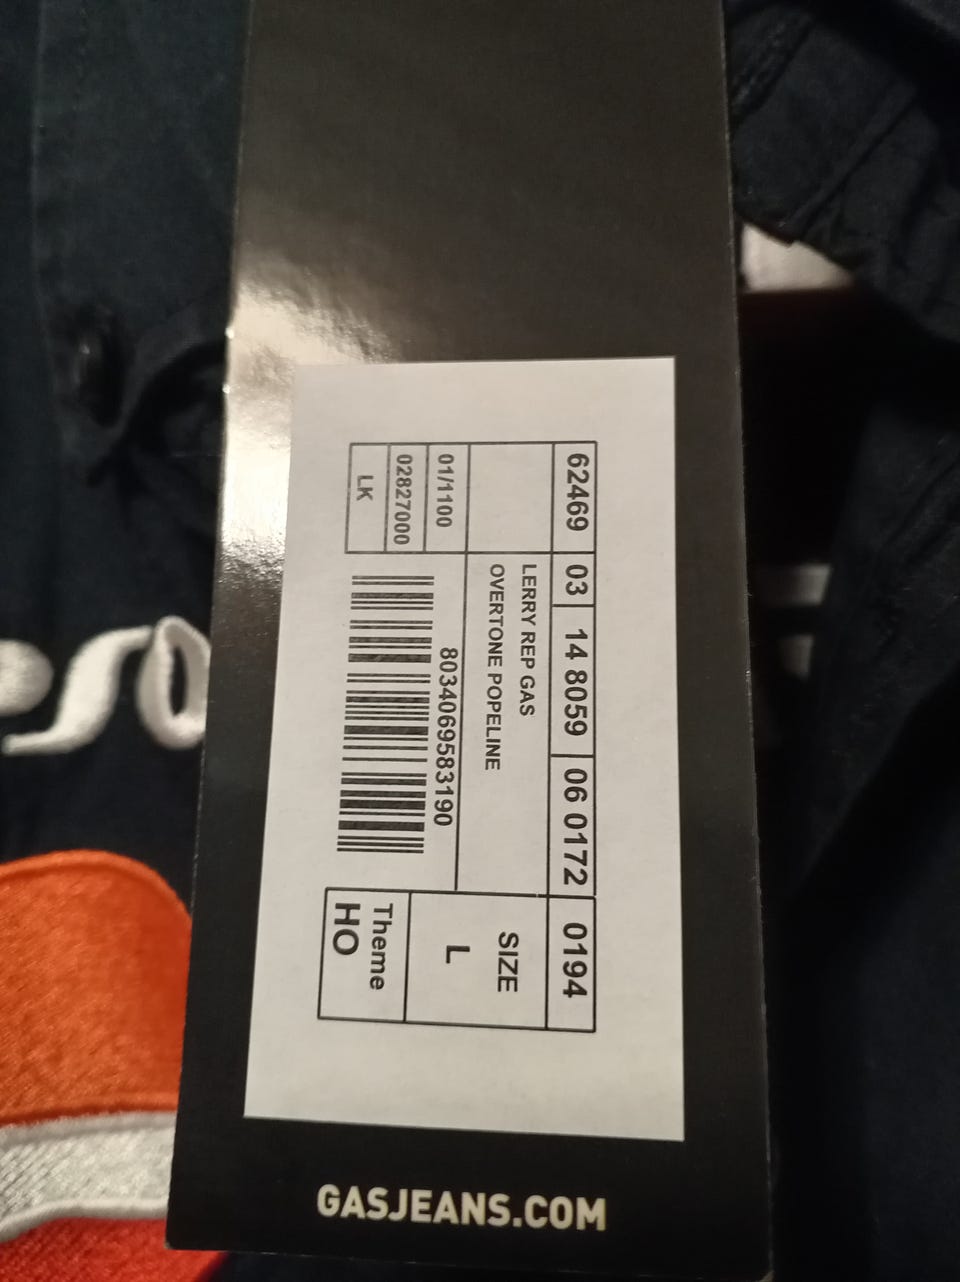 62469 03 14 8059 06 0172 0194
LERRY REP GAS
OVERTONE POPELINE
SIZE
L
01/1100
02827000
LK
8034069583190
Theme
HO
GASJEANS.COM